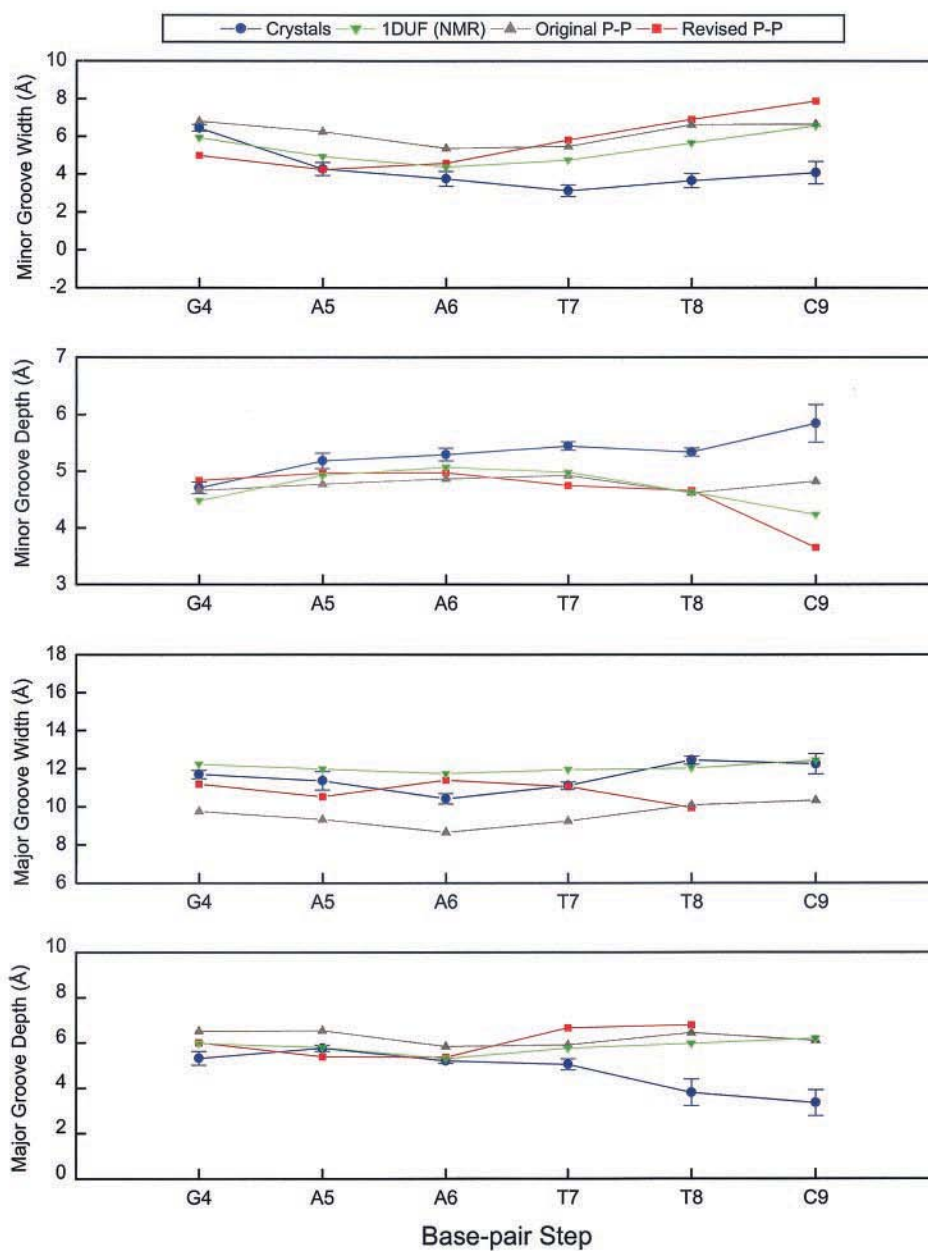 Crystals 1DUF (NMR) Original P-P Revised P-P
Minor Groove Width (Å)
10
8
6
4
2
0
-2
G4 A5 A6 T7 T8 C9
Minor Groove Depth (Å)
7
6
5
4
3
G4 A5 A6 T7 T8 C9
Major Groove Width (Å)
18
16
14
12
10
8
6
G4 A5 A6 T7 T8 C9
Major Groove Depth (Å)
10
8
6
4
2
0
G4 A5 A6 T7 T8 C9
Base-pair Step